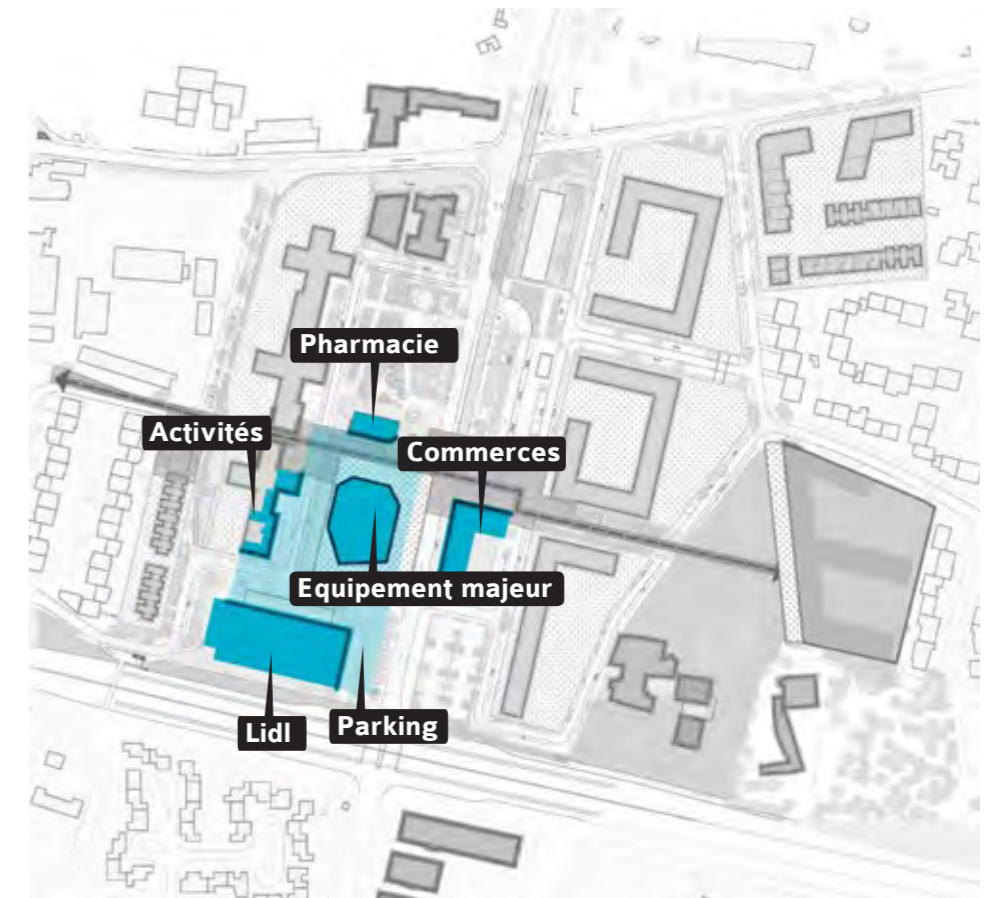 Pharmacie
Activités
Commerces
Equipement majeur
Lidl
Parking